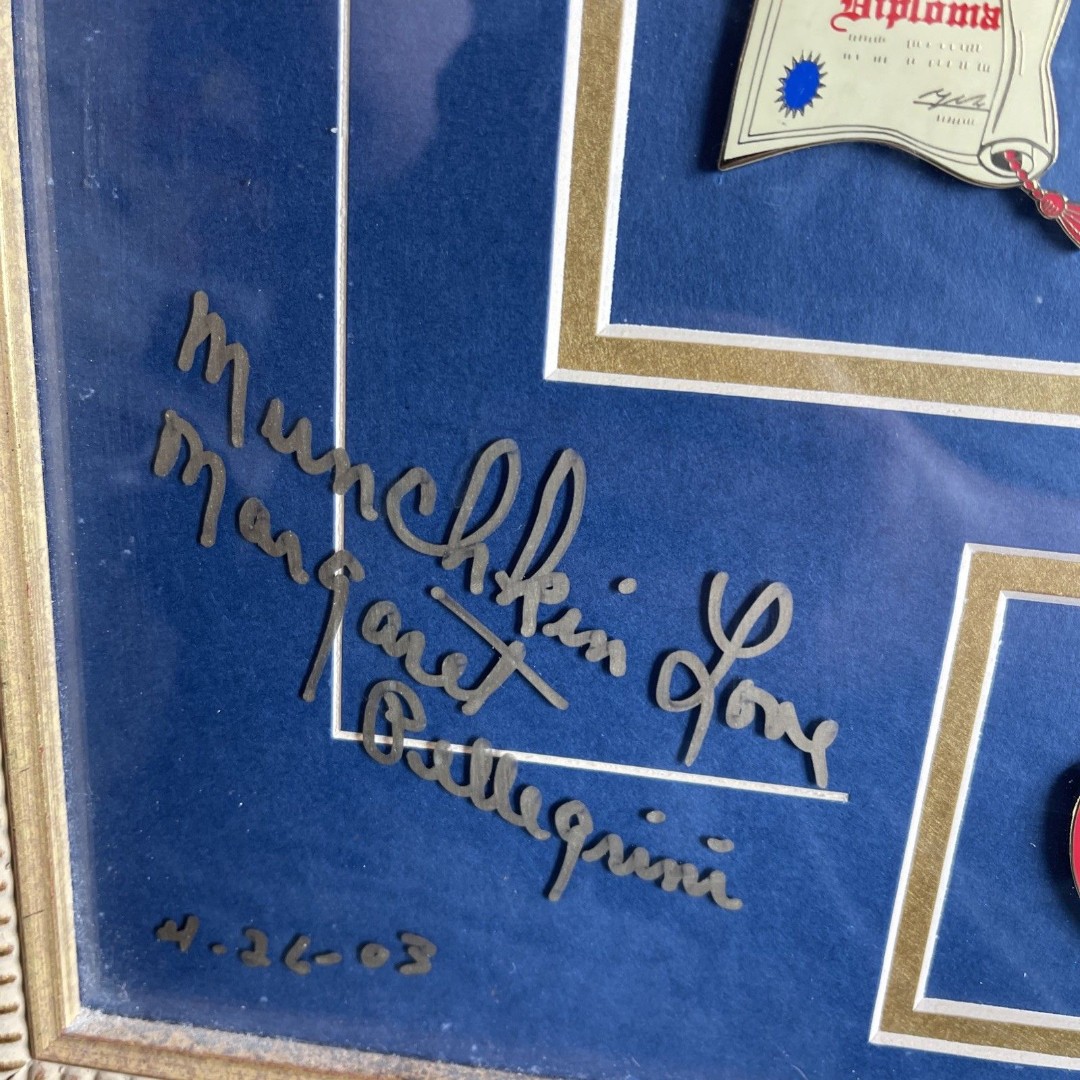 Diploma
Munchkin Love
Margaret
Pellegrini
4-26-03